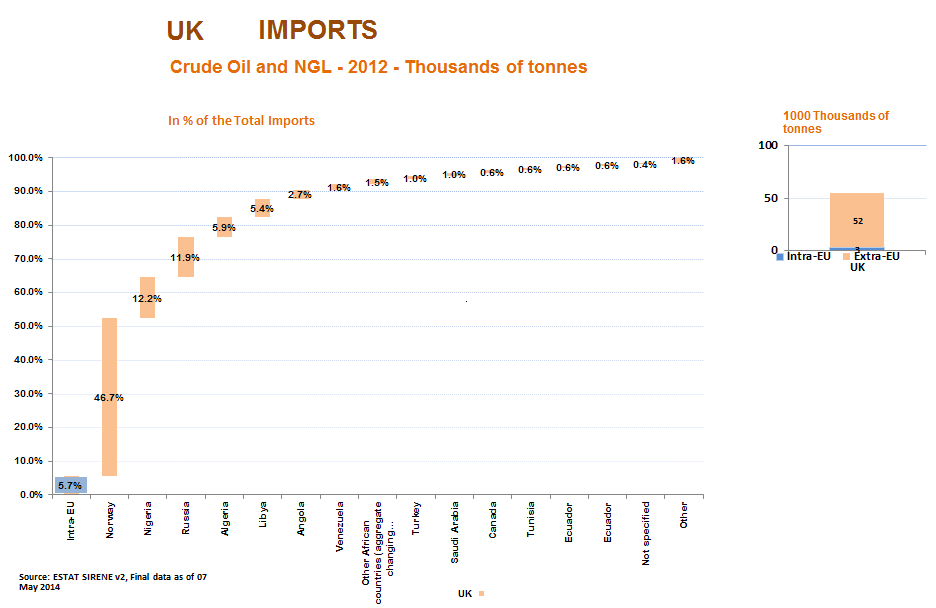 UK IMPORTS
Crude Oil and NGL - 2012 - Thousands of tonnes
In % of the Total Imports
100.0%
90.0%
80.0%
70.0%
60.0%
50.0%
40.0%
30.0%
20.0%
10.0%
0.0%
5.7%
46.7%
12.2%
11.9%
5.9%
5.4%
2.7%
1.6%
1.5%
1.0%
1.0%
0.6%
0.6%
0.6%
0.6%
0.4%
1.6%
Intra-EU
Norway
Nigeria
Russia
Algeria
Libya
Angola
Venezuela
Other African
countries (aggregate
changing...
Turkey
Saudi Arabia
Canada
Tunisia
Ecuador
Ecuador
Not specified
Other
UK
1000 Thousands of
tonnes
100
50
0
52
3
Intra-EU
Extra-EU
UK
Source: ESTAT SIRENE v2, Final data as of 07
May 2014